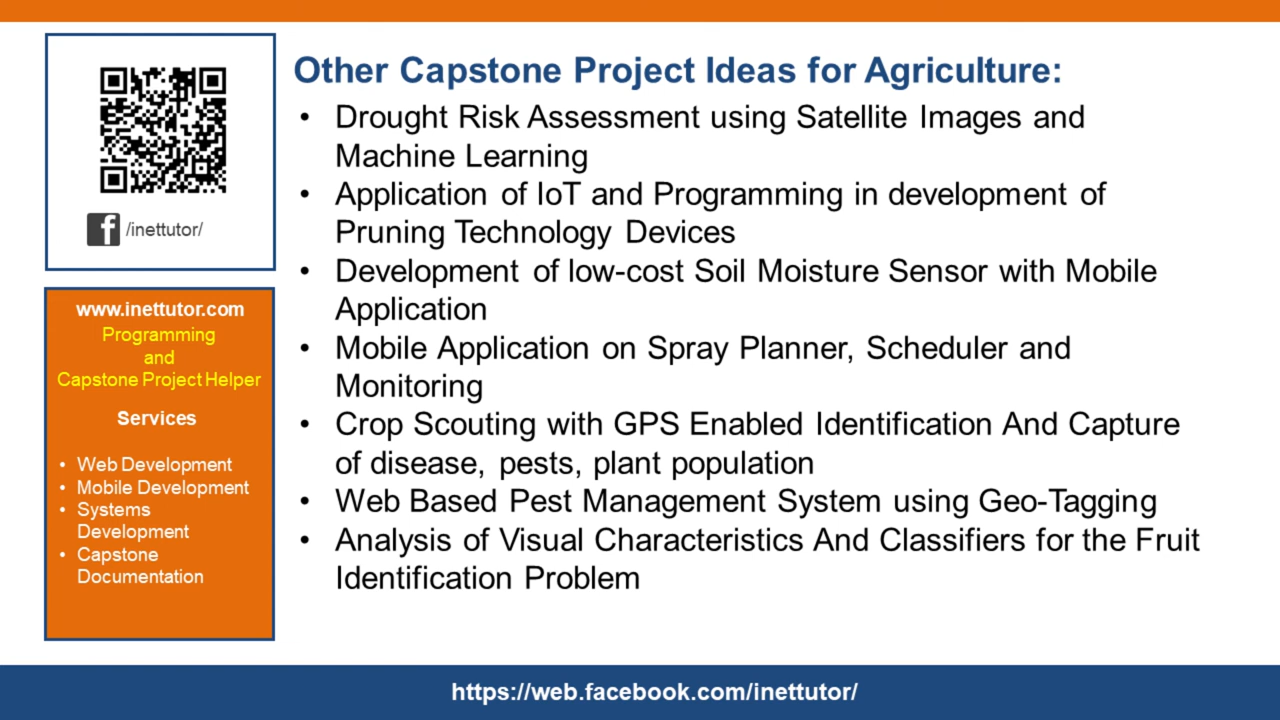 /inettutor/
www.inettutor.com
Programming
and
Capstone Project Helper
Services
• Web Development
• Mobile Development
• Systems
Development
• Capstone
Documentation
Other Capstone Project Ideas for Agriculture:
• Drought Risk Assessment using Satellite Images and
Machine Learning
• Application of IoT and Programming in development of
Pruning Technology Devices
• Development of low-cost Soil Moisture Sensor with Mobile
Application
• Mobile Application on Spray Planner, Scheduler and
Monitoring
• Crop Scouting with GPS Enabled Identification And Capture
of disease, pests, plant population
• Web Based Pest Management System using Geo-Tagging
• Analysis of Visual Characteristics And Classifiers for the Fruit
Identification Problem
https://web.facebook.com/inettutor/